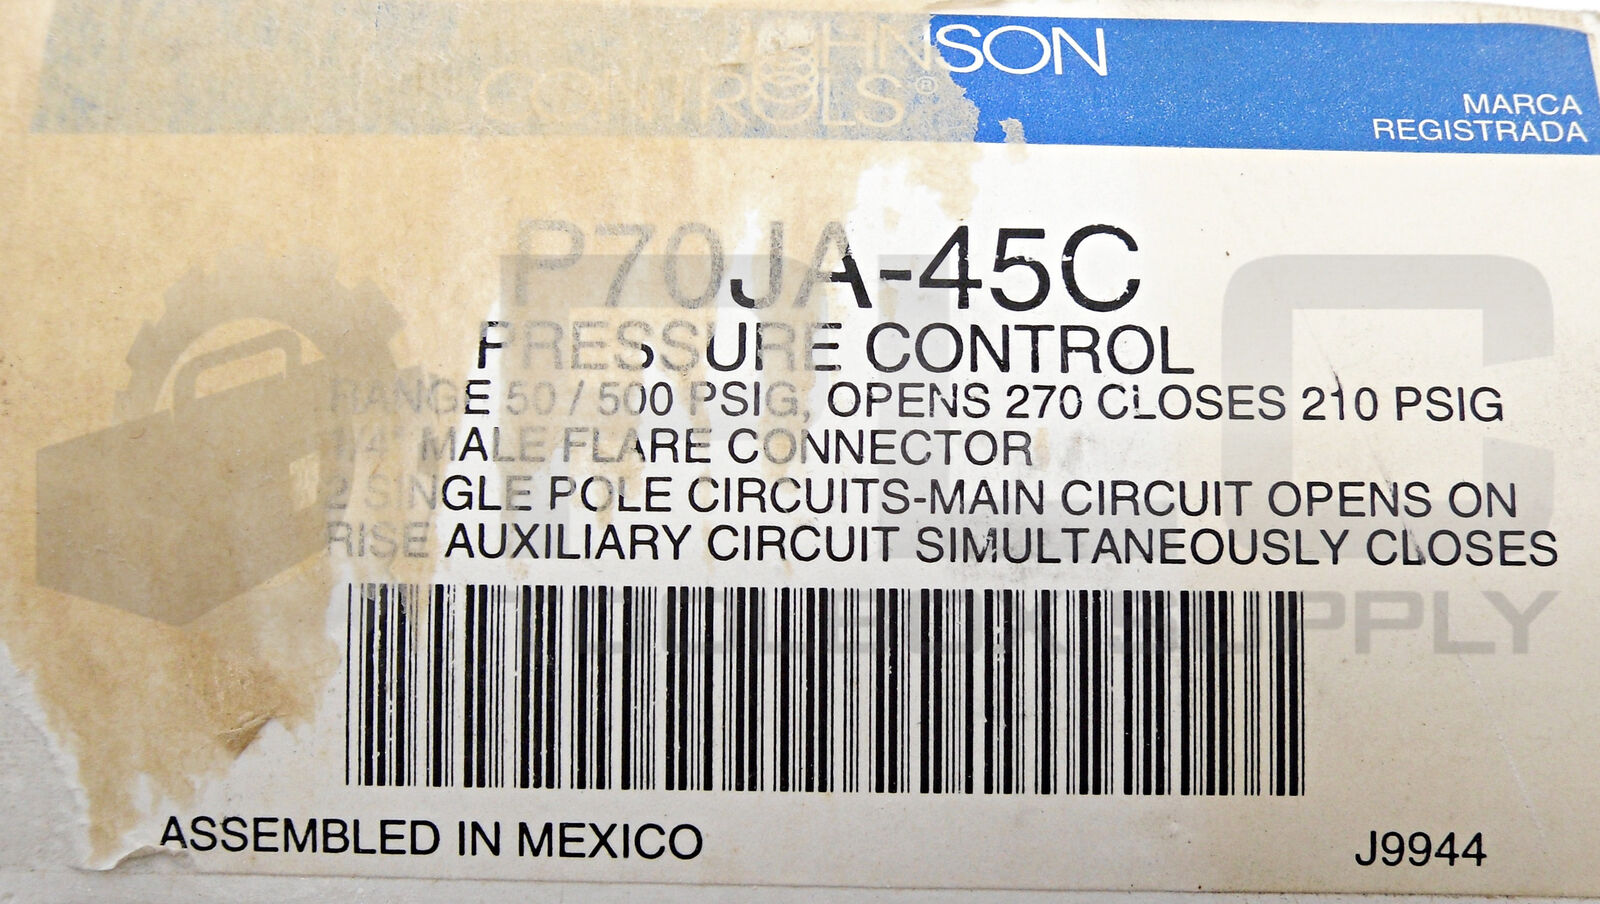 JOHNSON
CONTROLS®
MARCA
REGISTRADA
P70JA-45C
PRESSURE CONTROL
RANGE 50 / 500 PSIG, OPENS 270 CLOSES 210 PSIG
1/4" MALE FLARE CONNECTOR
2 SINGLE POLE CIRCUITS-MAIN CIRCUIT OPENS ON
RISE AUXILIARY CIRCUIT SIMULTANEOUSLY CLOSES
ASSEMBLED IN MEXICO
J9944
PLC
SUPPLY